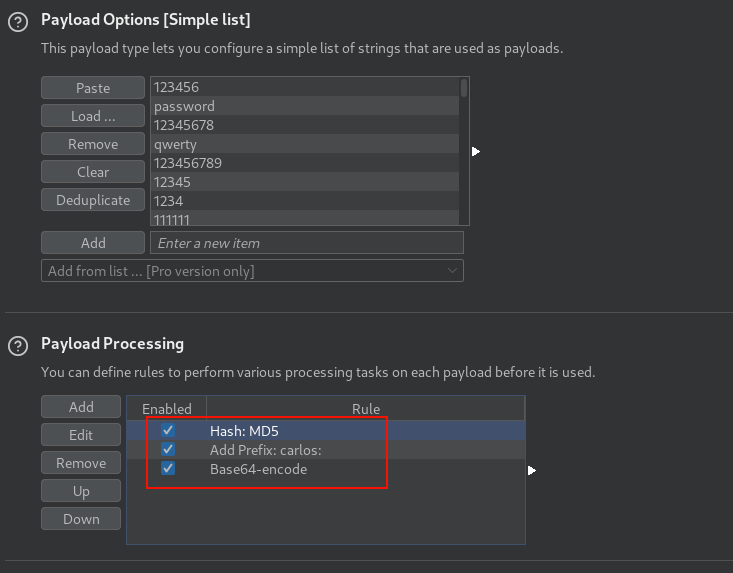 Payload Options [Simple list]
This payload type lets you configure a simple list of strings that are used as payloads.
Paste
Load ...
Remove
Clear
Deduplicate
123456
password
12345678
qwerty
123456789
12345
1234
111111
Add
Enter a new item
Add from list ... [Pro version only]
Payload Processing
You can define rules to perform various processing tasks on each payload before it is used.
Add
Edit
Remove
Up
Down
Enabled Rule
Hash: MD5
Add Prefix: carlos:
Base64-encode